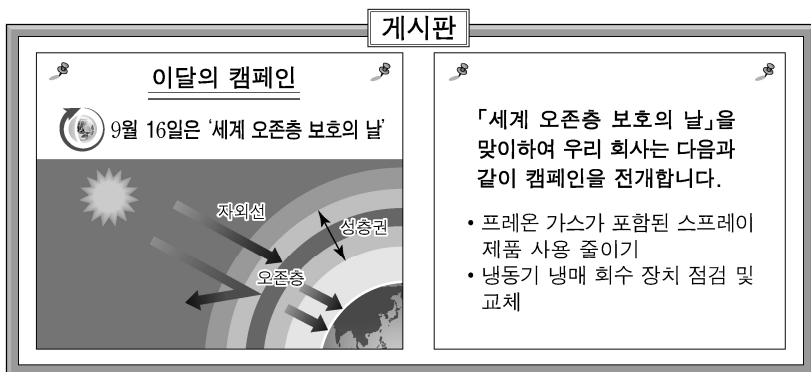 게시판
이달의 캠페인
9월 16일은 ‘세계 오존층 보호의 날’
자외선
성층권
오존층
「세계 오존층 보호의 날」을
맞이하여 우리 회사는 다음과
같이 캠페인을 전개합니다.
• 프레온 가스가 포함된 스프레이
제품 사용 줄이기
• 냉동기 냉매 회수 장치 점검 및
교체